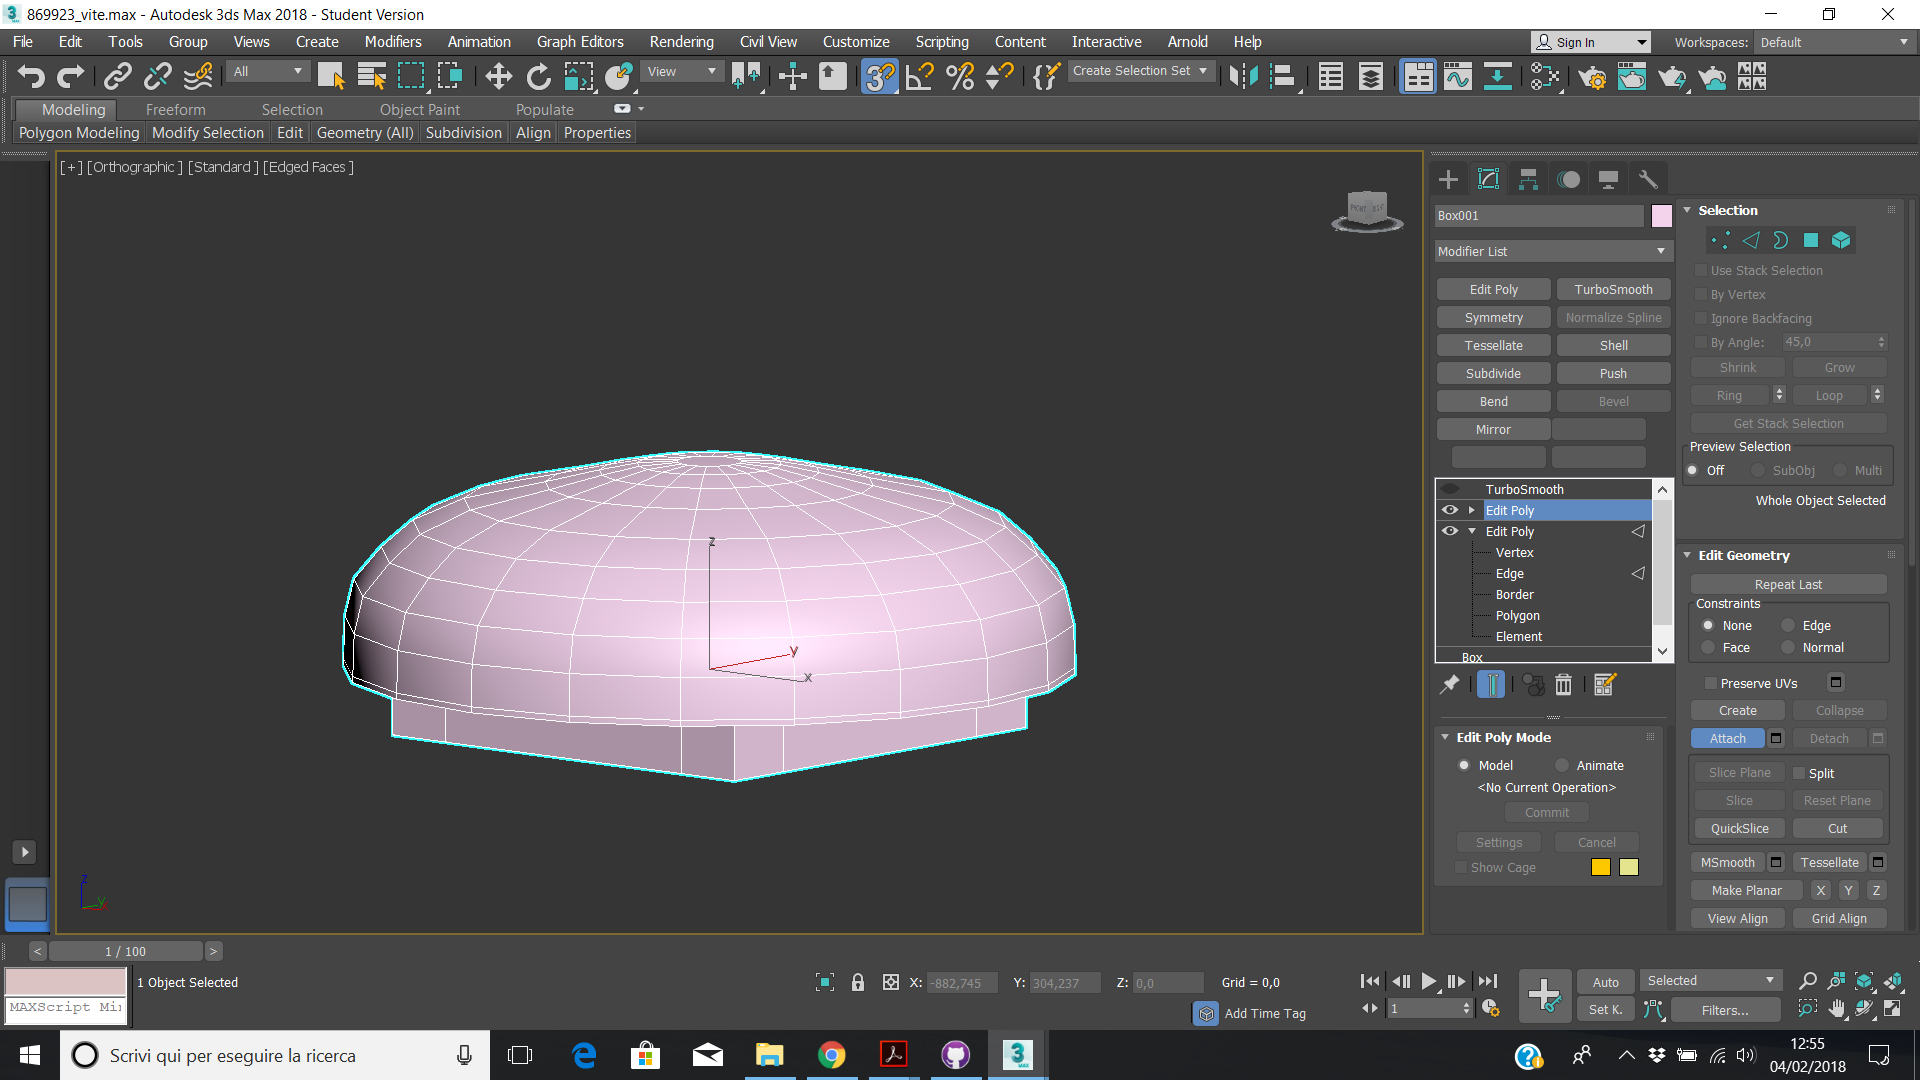 869923_vite.max - Autodesk 3ds Max 2018 - Student Version
File Edit Tools Group Views Create Modifiers Animation Graph Editors Rendering Civil View Customize Scripting Content Interactive Arnold Help
Sign In
Workspaces: Default
All
View
Create Selection Set
Modeling Freeform Selection Object Paint Populate
Polygon Modeling Modify Selection Edit Geometry (All) Subdivision Align Properties
[+] [Orthographic ] [Standard ] [Edged Faces ]
z
y
x
z
y
Box001
Modifier List
Edit Poly TurboSmooth
Symmetry Normalize Spline
Tessellate Shell
Subdivide Push
Bend Bevel
Mirror
TurboSmooth
Edit Poly
Edit Poly
Vertex
Edge
Border
Polygon
Element
Box
Edit Poly Mode
Model Animate
<No Current Operation>
Commit
Settings Cancel
Show Cage
Selection
Use Stack Selection
By Vertex
Ignore Backfacing
By Angle: 45,0
Shrink Grow
Ring Loop
Get Stack Selection
Preview Selection
Off SubObj Multi
Whole Object Selected
Edit Geometry
Repeat Last
Constraints
None Edge
Face Normal
Preserve UVs
Create Collapse
Attach Detach
Slice Plane Split
Slice Reset Plane
QuickSlice Cut
MSmooth Tessellate
Make Planar X Y Z
View Align Grid Align
< 1 / 100 >
MAXScript Mi
1 Object Selected
X: -882,745 Y: 304,237 Z: 0,0 Grid = 0,0
Add Time Tag
1
Auto Selected
Set K. Filters...
Scrivi qui per eseguire la ricerca
12:55
04/02/2018